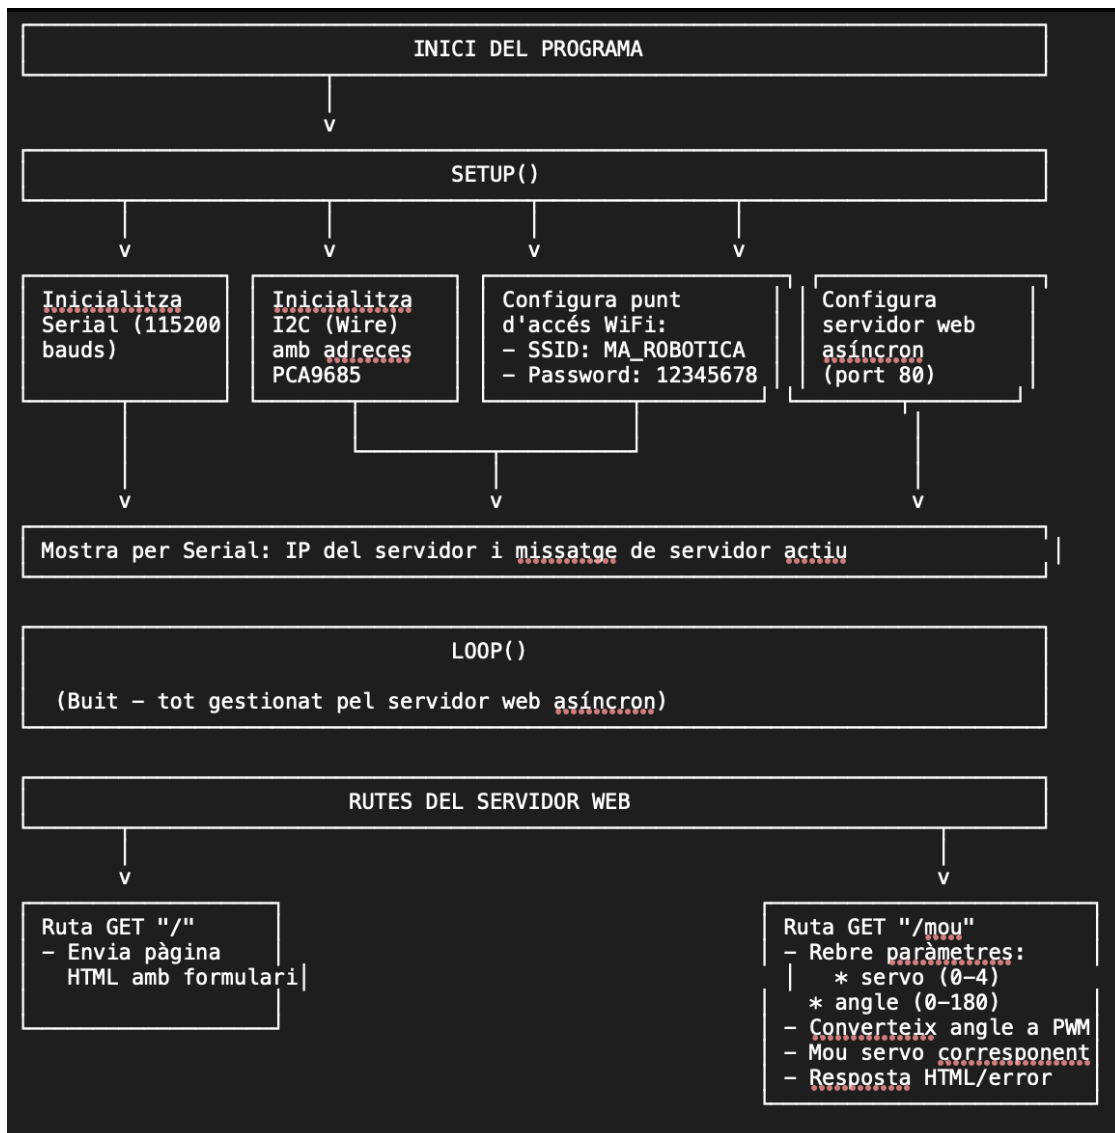 INICI DEL PROGRAMA
v
SETUP()
v v v v
Inicialitza
Serial (115200
bauds)
Inicialitza
I2C (Wire)
amb adreces
PCA9685
Configura punt
d'accés WiFi:
- SSID: MA_ROBOTICA
- Password: 12345678
Configura
servidor web
asíncron
(port 80)
v v v
Mostra per Serial: IP del servidor i missatge de servidor actiu
LOOP()
(Buit - tot gestionat pel servidor web asíncron)
RUTES DEL SERVIDOR WEB
v v
Ruta GET "/"
- Envia pàgina
HTML amb formulari
Ruta GET "/mou"
- Rebre paràmetres:
* servo (0-4)
* angle (0-180)
- Converteix angle a PWM
- Mou servo corresponent
- Resposta HTML/error